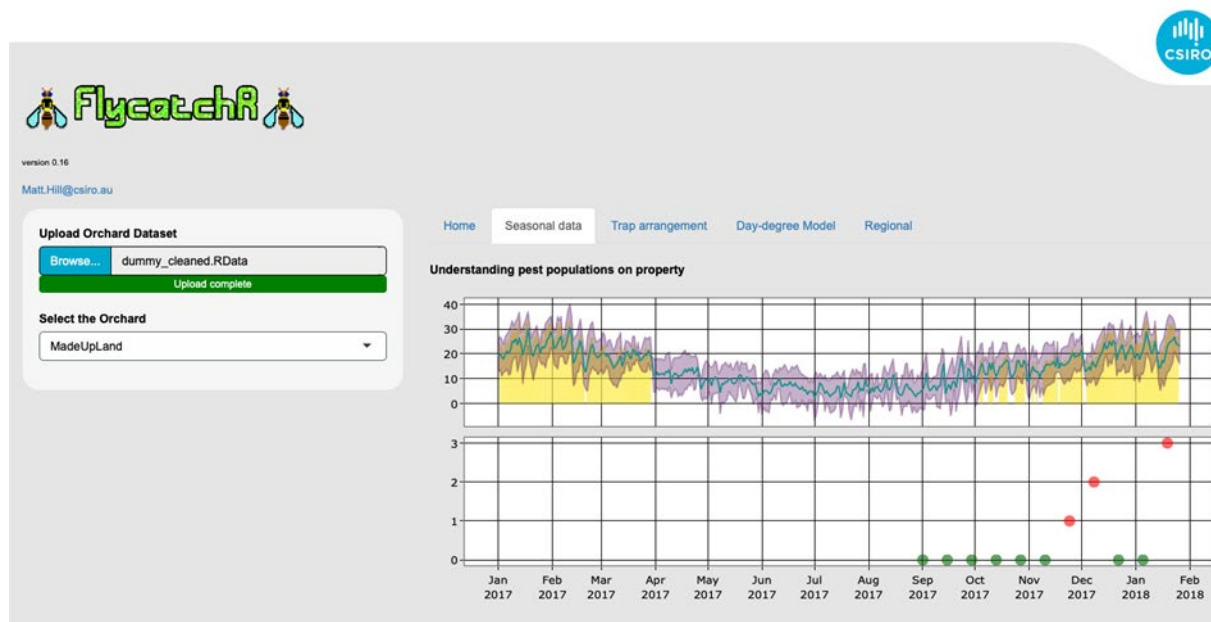 CSIRO
FlycatchR
version 0.16
Matt.Hill@csiro.au
Upload Orchard Dataset
Browse... dummy_cleaned.RData
Upload complete
Select the Orchard
MadeUpLand
Home Seasonal data Trap arrangement Day-degree Model Regional
Understanding pest populations on property
40
30
20
10
0
3
2
1
0
Jan Feb Mar Apr May Jun Jul Aug Sep Oct Nov Dec Jan Feb
2017 2017 2017 2017 2017 2017 2017 2017 2017 2017 2017 2017 2018 2018